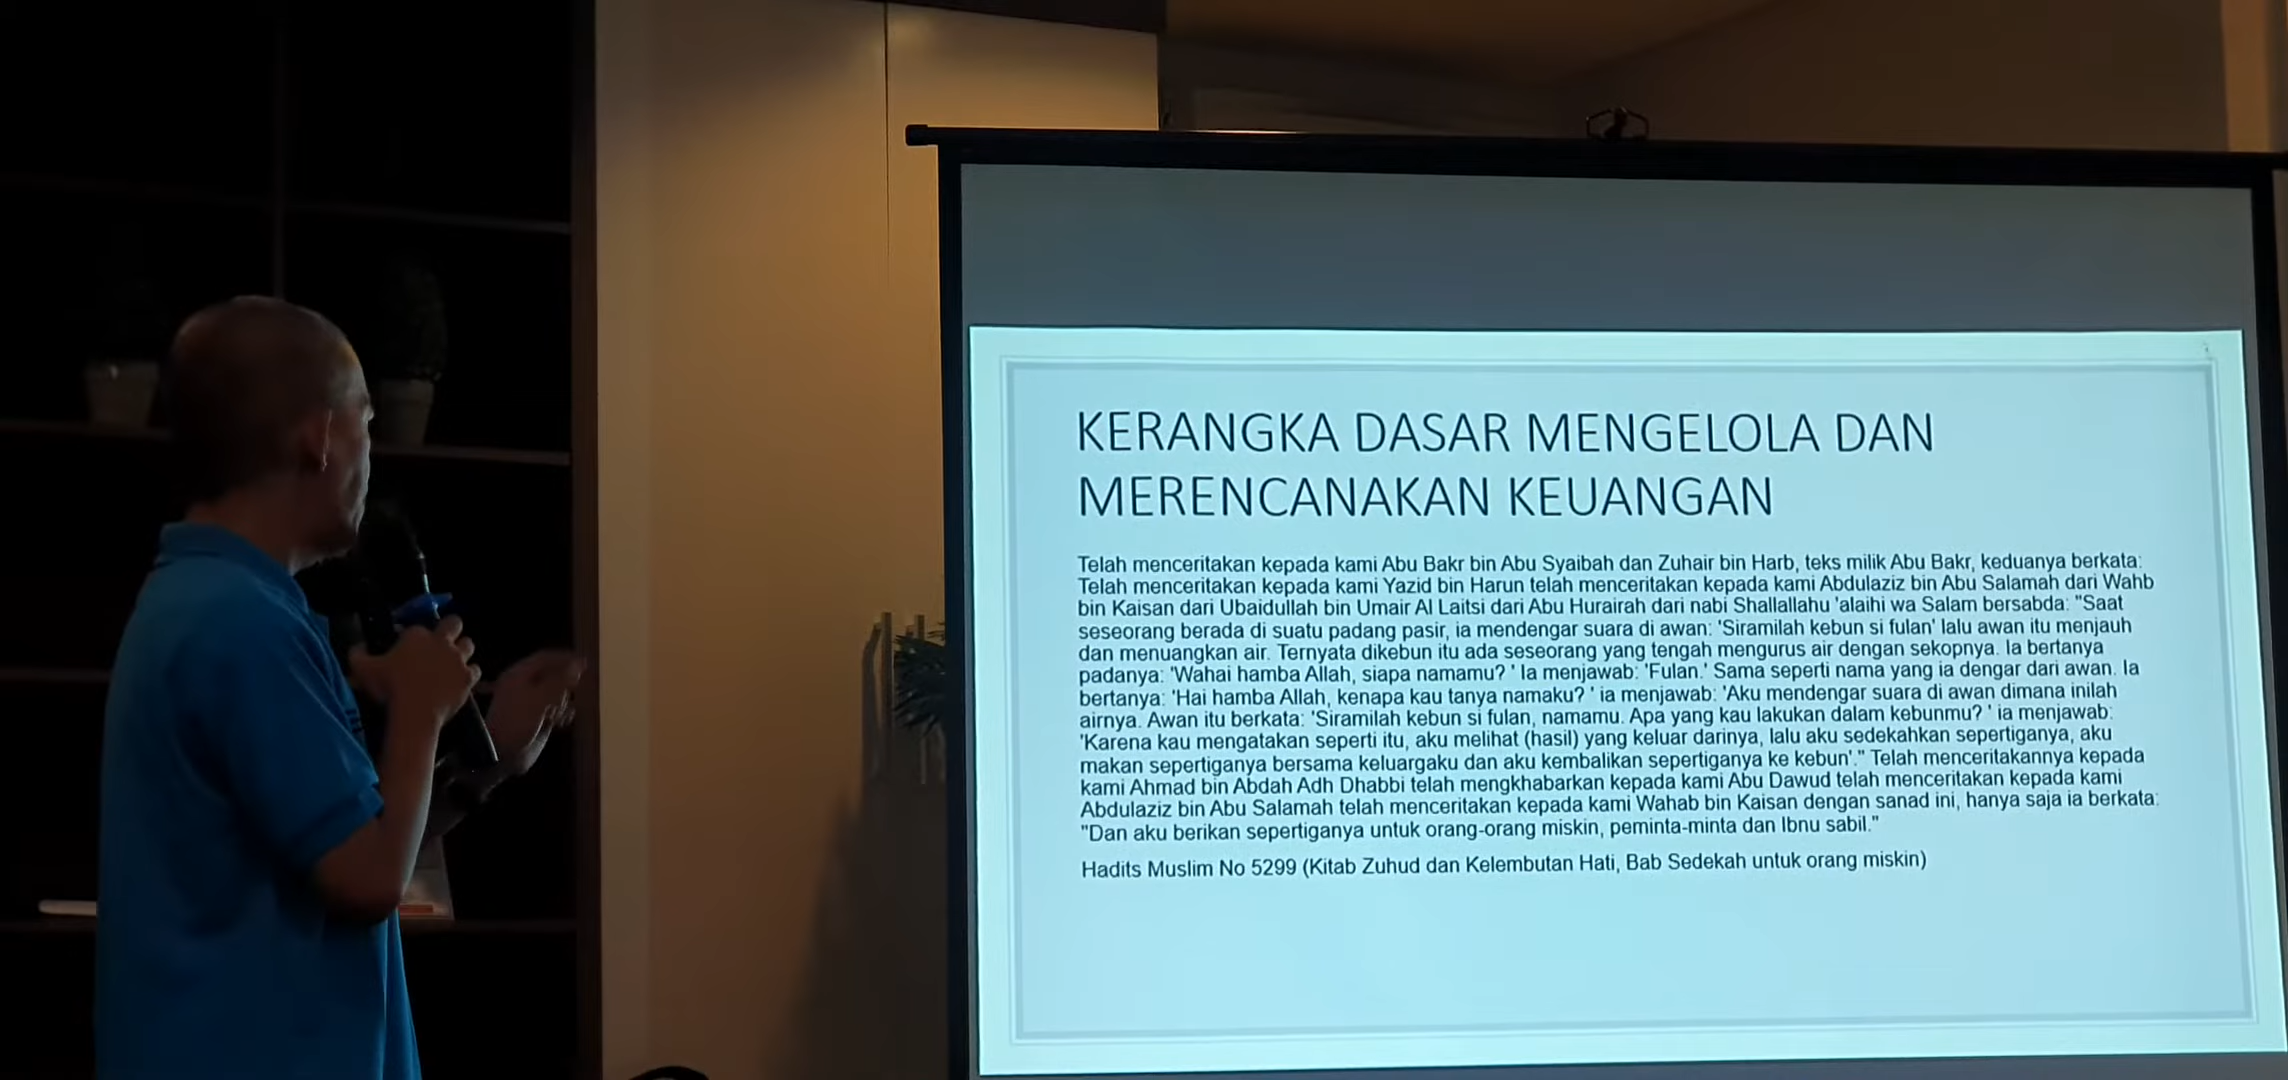 KERANGKA DASAR MENGELOLA DAN
MERENCANAKAN KEUANGAN
Telah menceritakan kepada kami Abu Bakr bin Abu Syaibah dan Zuhair bin Harb, teks milik Abu Bakr, keduanya berkata:
Telah menceritakan kepada kami Yazid bin Harun telah menceritakan kepada kami Abdulaziz bin Abu Salamah dari Wahb
bin Kaisan dari Ubaidullah bin Umair Al Laitsi dari Abu Hurairah dari nabi Shallallahu 'alaihi wa Salam bersabda: "Saat
seseorang berada di suatu padang pasir, ia mendengar suara di awan: 'Siramilah kebun si fulan' lalu awan itu menjauh
dan menuangkan air. Ternyata dikebun itu ada seseorang yang tengah mengurus air dengan sekopnya. Ia bertanya
padanya: 'Wahai hamba Allah, siapa namamu? ' Ia menjawab: 'Fulan.' Sama seperti nama yang ia dengar dari awan. Ia
bertanya: 'Hai hamba Allah, kenapa kau tanya namaku? ' ia menjawab: 'Aku mendengar suara di awan dimana inilah
airnya. Awan itu berkata: 'Siramilah kebun si fulan, namamu. Apa yang kau lakukan dalam kebunmu? ' ia menjawab:
'Karena kau mengatakan seperti itu, aku melihat (hasil) yang keluar darinya, lalu aku sedekahkan sepertiganya, aku
makan sepertiganya bersama keluargaku dan aku kembalikan sepertiganya ke kebun'." Telah menceritakannya kepada
kami Ahmad bin Abdah Adh Dhabbi telah mengkhabarkan kepada kami Abu Dawud telah menceritakan kepada kami
Abdulaziz bin Abu Salamah telah menceritakan kepada kami Wahab bin Kaisan dengan sanad ini, hanya saja ia berkata:
"Dan aku berikan sepertiganya untuk orang-orang miskin, peminta-minta dan Ibnu sabil."
Hadits Muslim No 5299 (Kitab Zuhud dan Kelembutan Hati, Bab Sedekah untuk orang miskin)